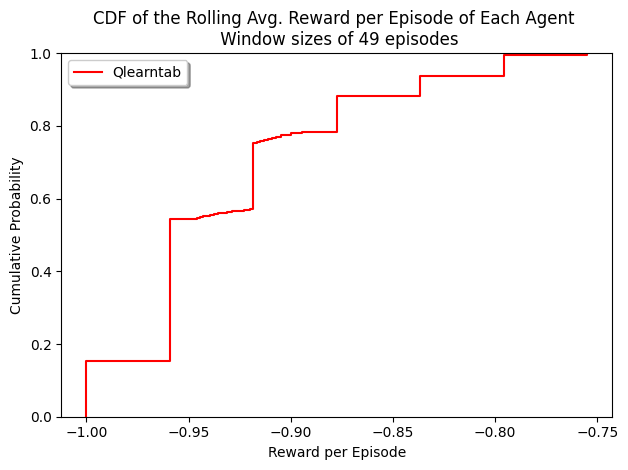 CDF of the Rolling Avg. Reward per Episode of Each Agent
Window sizes of 49 episodes
Qlearntab
1.0
0.8
0.6
0.4
0.2
0.0
Cumulative Probability
−1.00
−0.95
−0.90
−0.85
−0.80
−0.75
Reward per Episode